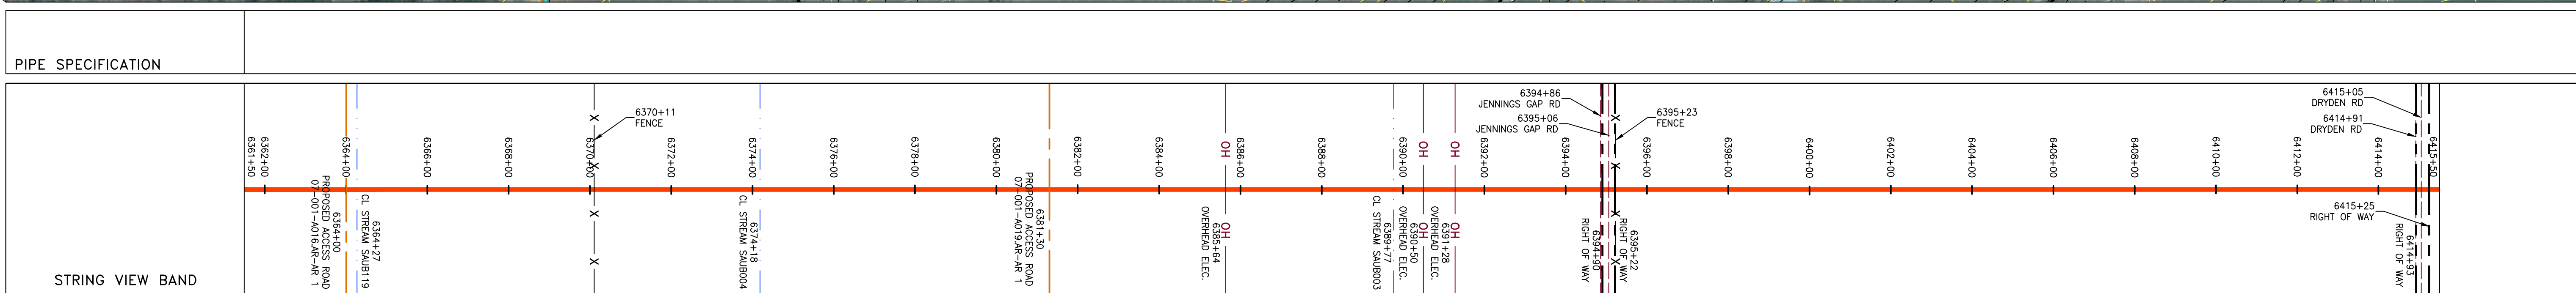 PIPE SPECIFICATION
STRING VIEW BAND
6361+50
6362+00
6364+00
6366+00
6368+00
6370+00
6372+00
6374+00
6376+00
6378+00
6380+00
6382+00
6384+00
6386+00
6388+00
6390+00
6392+00
6394+00
6396+00
6398+00
6400+00
6402+00
6404+00
6406+00
6408+00
6410+00
6412+00
6414+00
6415+50
6364+00
PROPOSED ACCESS ROAD
07-001-A016.AR-AR 1
6364+27
CL STREAM SAUB119
6370+11
FENCE
X
X
X
X
6374+18
CL STREAM SAUB004
6381+30
PROPOSED ACCESS ROAD
07-001-A019.AR-AR 1
OH
OH
6385+64
OVERHEAD ELEC.
6389+77
CL STREAM SAUB003
OH
OH
6390+50
OVERHEAD ELEC.
OH
OH
6391+28
OVERHEAD ELEC.
6394+86
JENNINGS GAP RD
6395+06
JENNINGS GAP RD
6394+90
RIGHT OF WAY
6395+23
FENCE
X
X
X
X
6395+22
RIGHT OF WAY
6415+05
DRYDEN RD
6414+91
DRYDEN RD
6415+25
RIGHT OF WAY
6414+93
RIGHT OF WAY